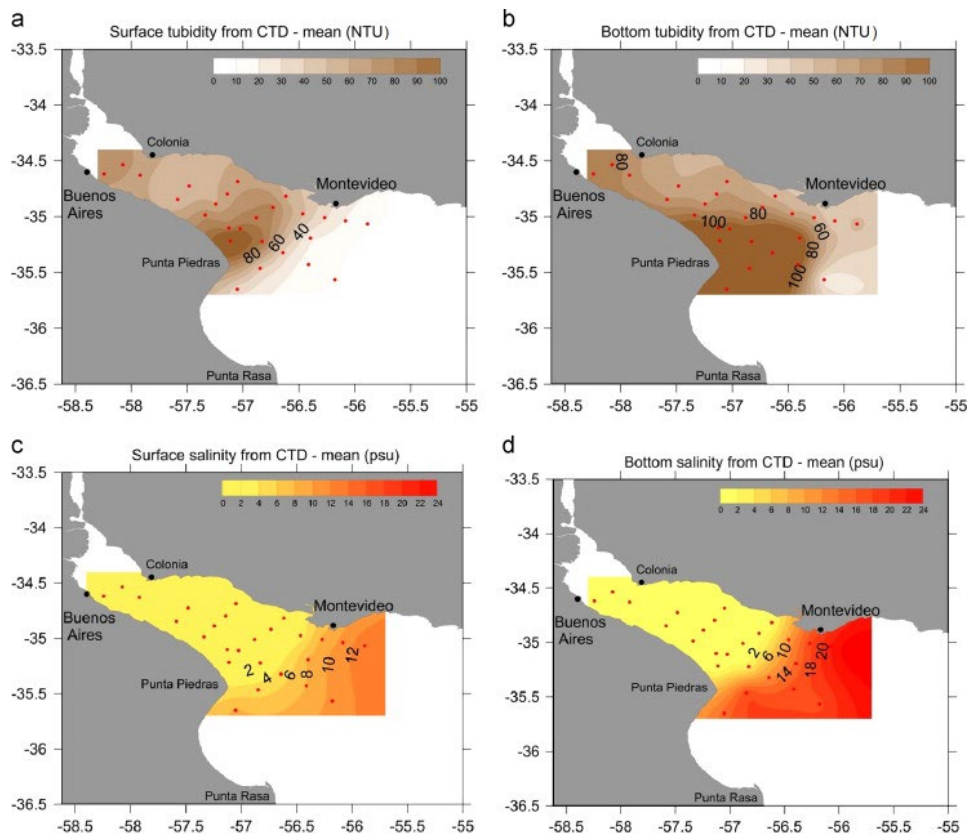 a
Surface tubidity from CTD - mean (NTU)
0 10 20 30 40 50 60 70 80 90 100
-33.5
-34
-34.5
-35
-35.5
-36
-36.5
Colonia
Buenos
Aires
Montevideo
40
60
80
Punta Piedras
Punta Rasa
-58.5 -58 -57.5 -57 -56.5 -56 -55.5 -55
b
Bottom tubidity from CTD - mean (NTU)
0 10 20 30 40 50 60 70 80 90 100
-33.5
-34
-34.5
-35
-35.5
-36
-36.5
80
Colonia
Buenos
Aires
Montevideo
100
80
60
80
100
Punta Piedras
Punta Rasa
-58.5 -58 -57.5 -57 -56.5 -56 -55.5 -55
c
Surface salinity from CTD - mean (psu)
0 2 4 6 8 10 12 14 16 18 20 22 24
-33.5
-34
-34.5
-35
-35.5
-36
-36.5
Colonia
Buenos
Aires
Montevideo
2 4 6 8 10 12
Punta Piedras
Punta Rasa
-58.5 -58 -57.5 -57 -56.5 -56 -55.5 -55
d
Bottom salinity from CTD - mean (psu)
0 2 4 6 8 10 12 14 16 18 20 22 24
-33.5
-34
-34.5
-35
-35.5
-36
-36.5
Colonia
Buenos
Aires
Montevideo
2 6 10 14 18 20
Punta Piedras
Punta Rasa
-58.5 -58 -57.5 -57 -56.5 -56 -55.5 -55